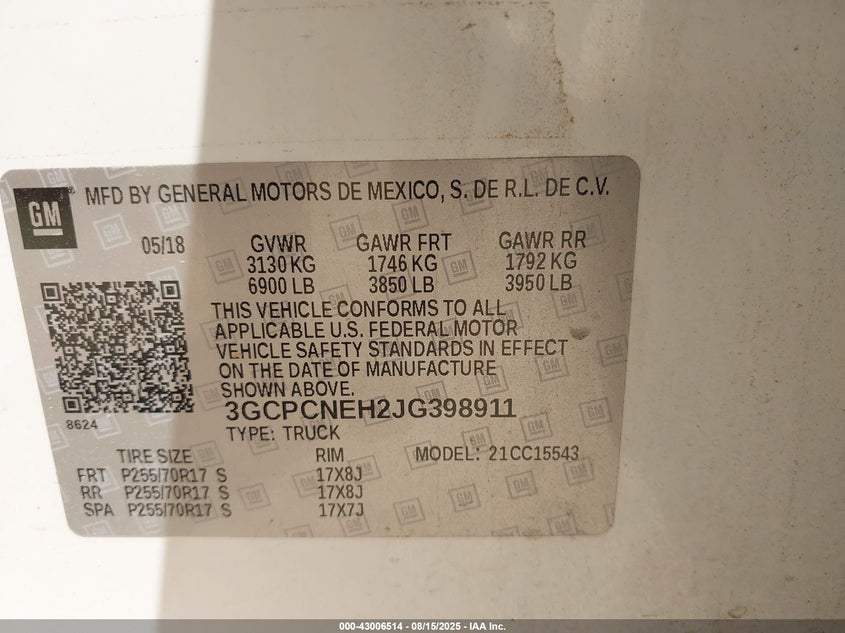 GM
MFD BY GENERAL MOTORS DE MEXICO, S. DE R.L. DE C.V.
05/18 GVWR GAWR FRT GAWR RR
3130 KG 1746 KG 1792 KG
6900 LB 3850 LB 3950 LB
THIS VEHICLE CONFORMS TO ALL
APPLICABLE U.S. FEDERAL MOTOR
VEHICLE SAFETY STANDARDS IN EFFECT
ON THE DATE OF MANUFACTURE
SHOWN ABOVE.
3GCPCNEH2JG398911
8624
TYPE: TRUCK
TIRE SIZE RIM MODEL: 21CC15543
FRT P255/70R17 S 17X8J
RR P255/70R17 S 17X8J
SPA P255/70R17 S 17X7J
000-43006514 - 08/15/2025 - IAA Inc.